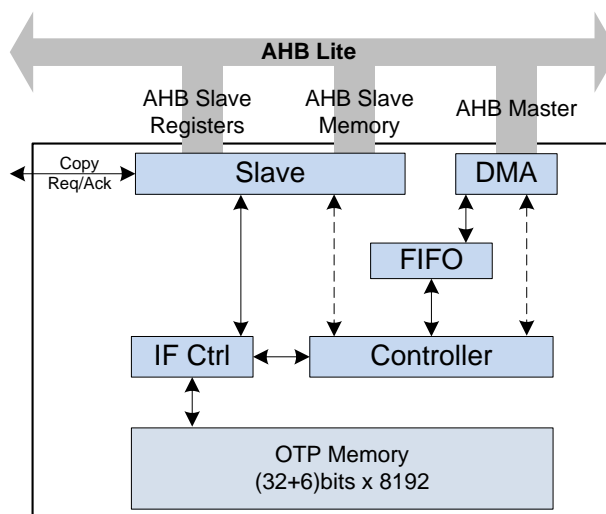 AHB Lite
AHB Slave
Registers
AHB Slave
Memory
AHB Master
Copy
Req/Ack
Slave
DMA
FIFO
IF Ctrl
Controller
OTP Memory
(32+6)bits x 8192